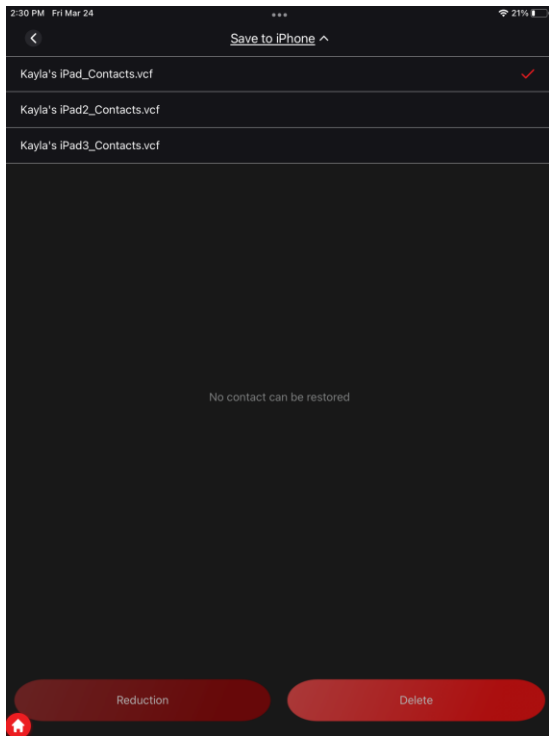 2:30 PM Fri Mar 24
21%
Save to iPhone
Kayla's iPad_Contacts.vcf
Kayla's iPad2_Contacts.vcf
Kayla's iPad3_Contacts.vcf
No contact can be restored
Reduction
Delete